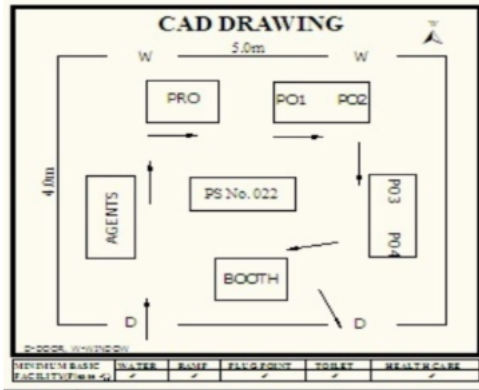 CAD DRAWING
5.0m
W W
PRO
PO1 PO2
4.0m
AGENTS
PS No. 022
PO3 PO4
BOOTH
D D
D=DOOR, W=WINDOW
MINIMUM BASIC WATER RAMP PLUG POINT TOILET HEALTH CARE
FACILITY